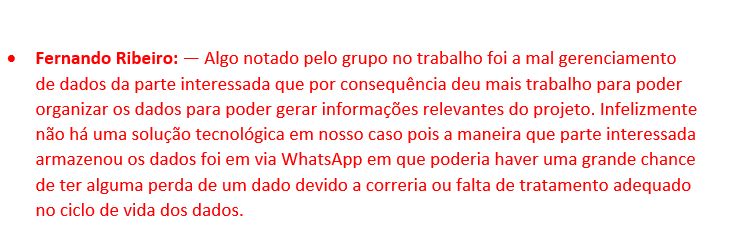 • Fernando Ribeiro: — Algo notado pelo grupo no trabalho foi a mal gerenciamento
de dados da parte interessada que por consequência deu mais trabalho para poder
organizar os dados para poder gerar informações relevantes do projeto. Infelizmente
não há uma solução tecnológica em nosso caso pois a maneira que parte interessada
armazenou os dados foi em via WhatsApp em que poderia haver uma grande chance
de ter alguma perda de um dado devido a correria ou falta de tratamento adequado
no ciclo de vida dos dados.